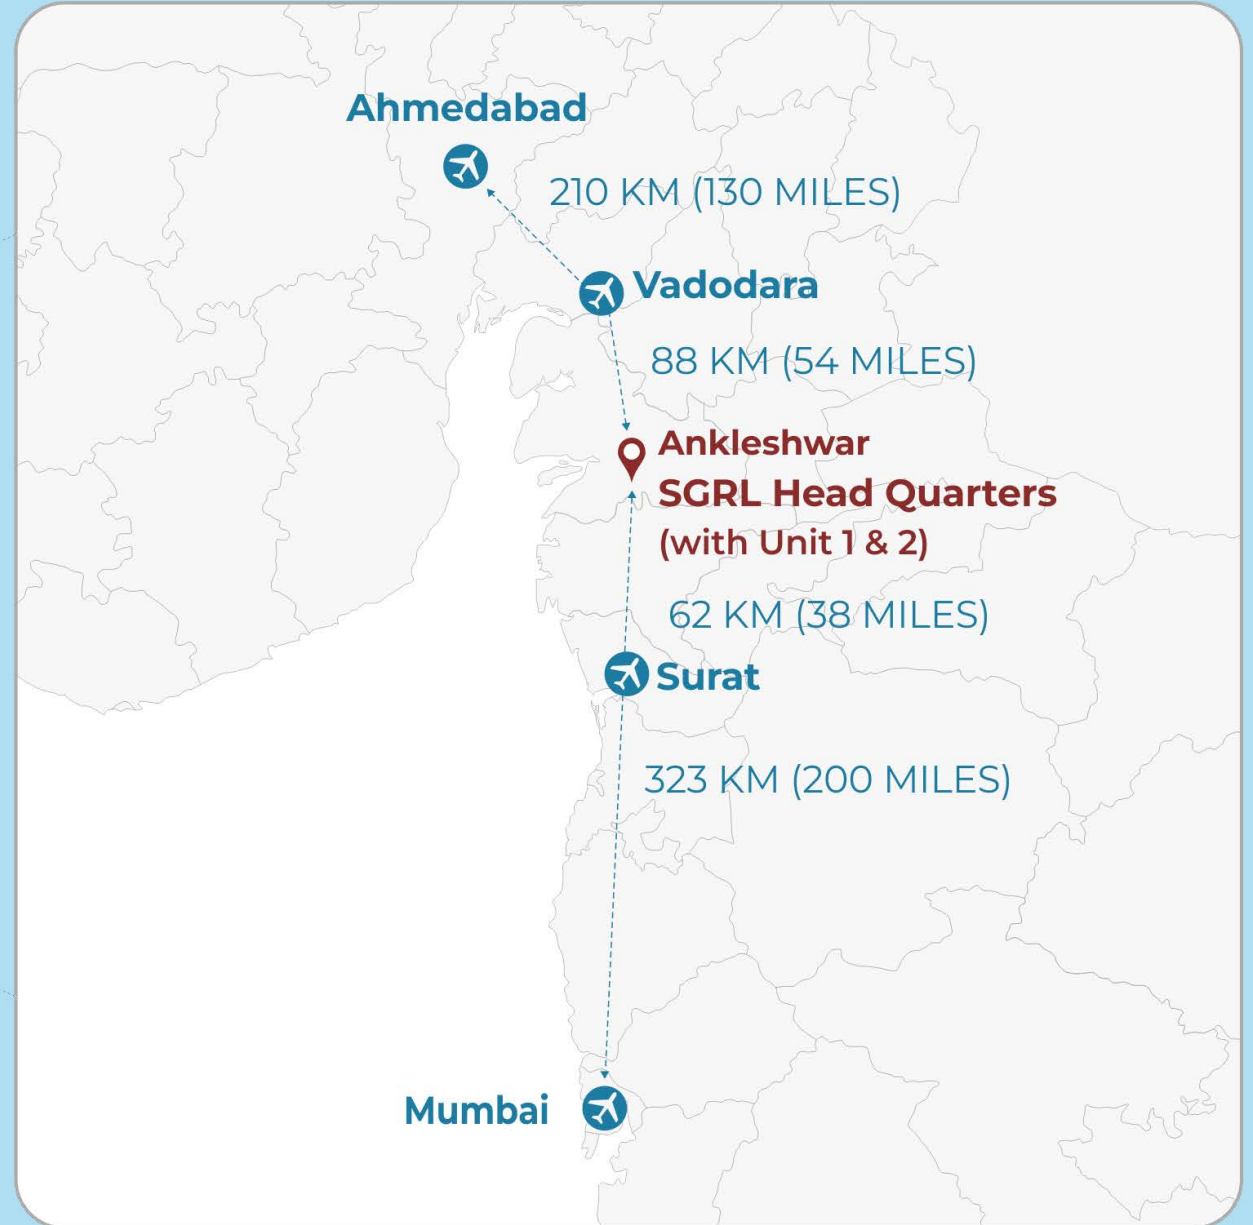 Ahmedabad
210 KM (130 MILES)
Vadodara
88 KM (54 MILES)
Ankleshwar
SGRL Head Quarters
(with Unit 1 & 2)
62 KM (38 MILES)
Surat
323 KM (200 MILES)
Mumbai